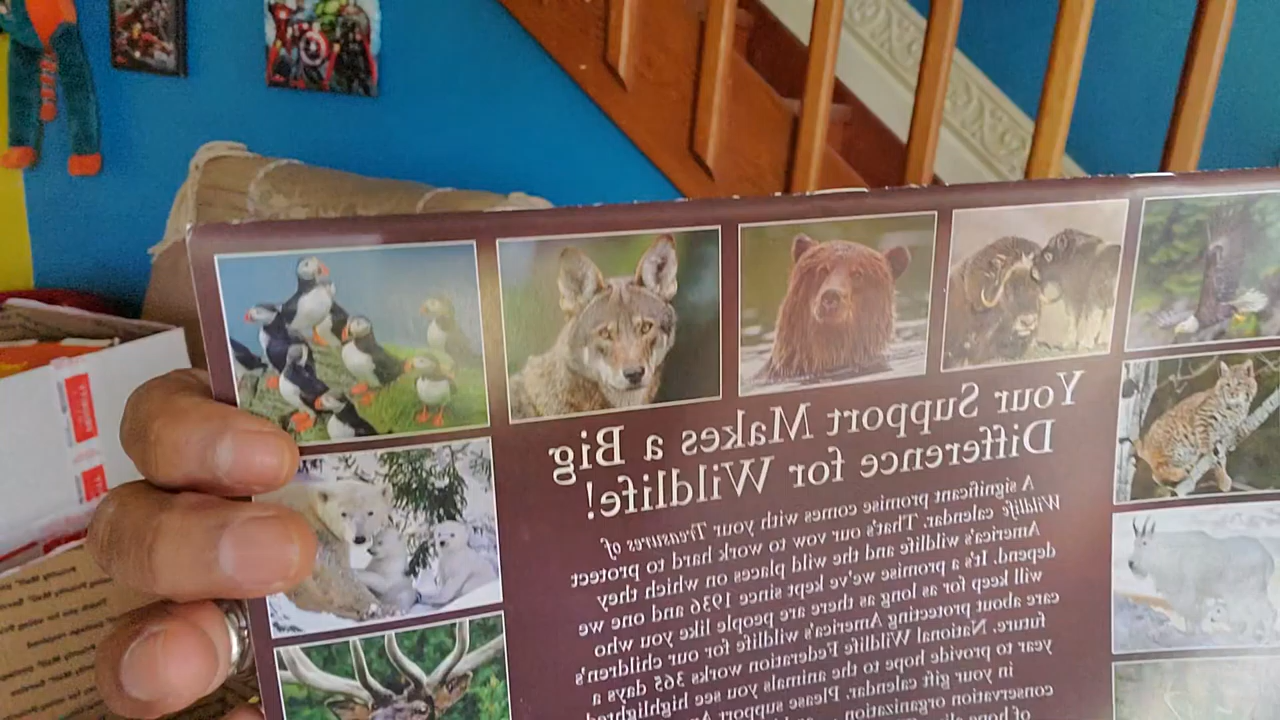 Your Support Makes a Big
Difference for Wildlife!
A significant promise comes with your Treasures of
Wildlife calendar. That's our vow to work hard to protect
America's wildlife and the wild places on which they
depend. It's a promise we've kept since 1936 and one we
will keep for as long as there are people like you who
care about protecting America's wildlife for our children's
future. National Wildlife Federation works 365 days a
year to provide hope to the animals you see highlighted
in your gift calendar. Please support
conservation organization
of hope